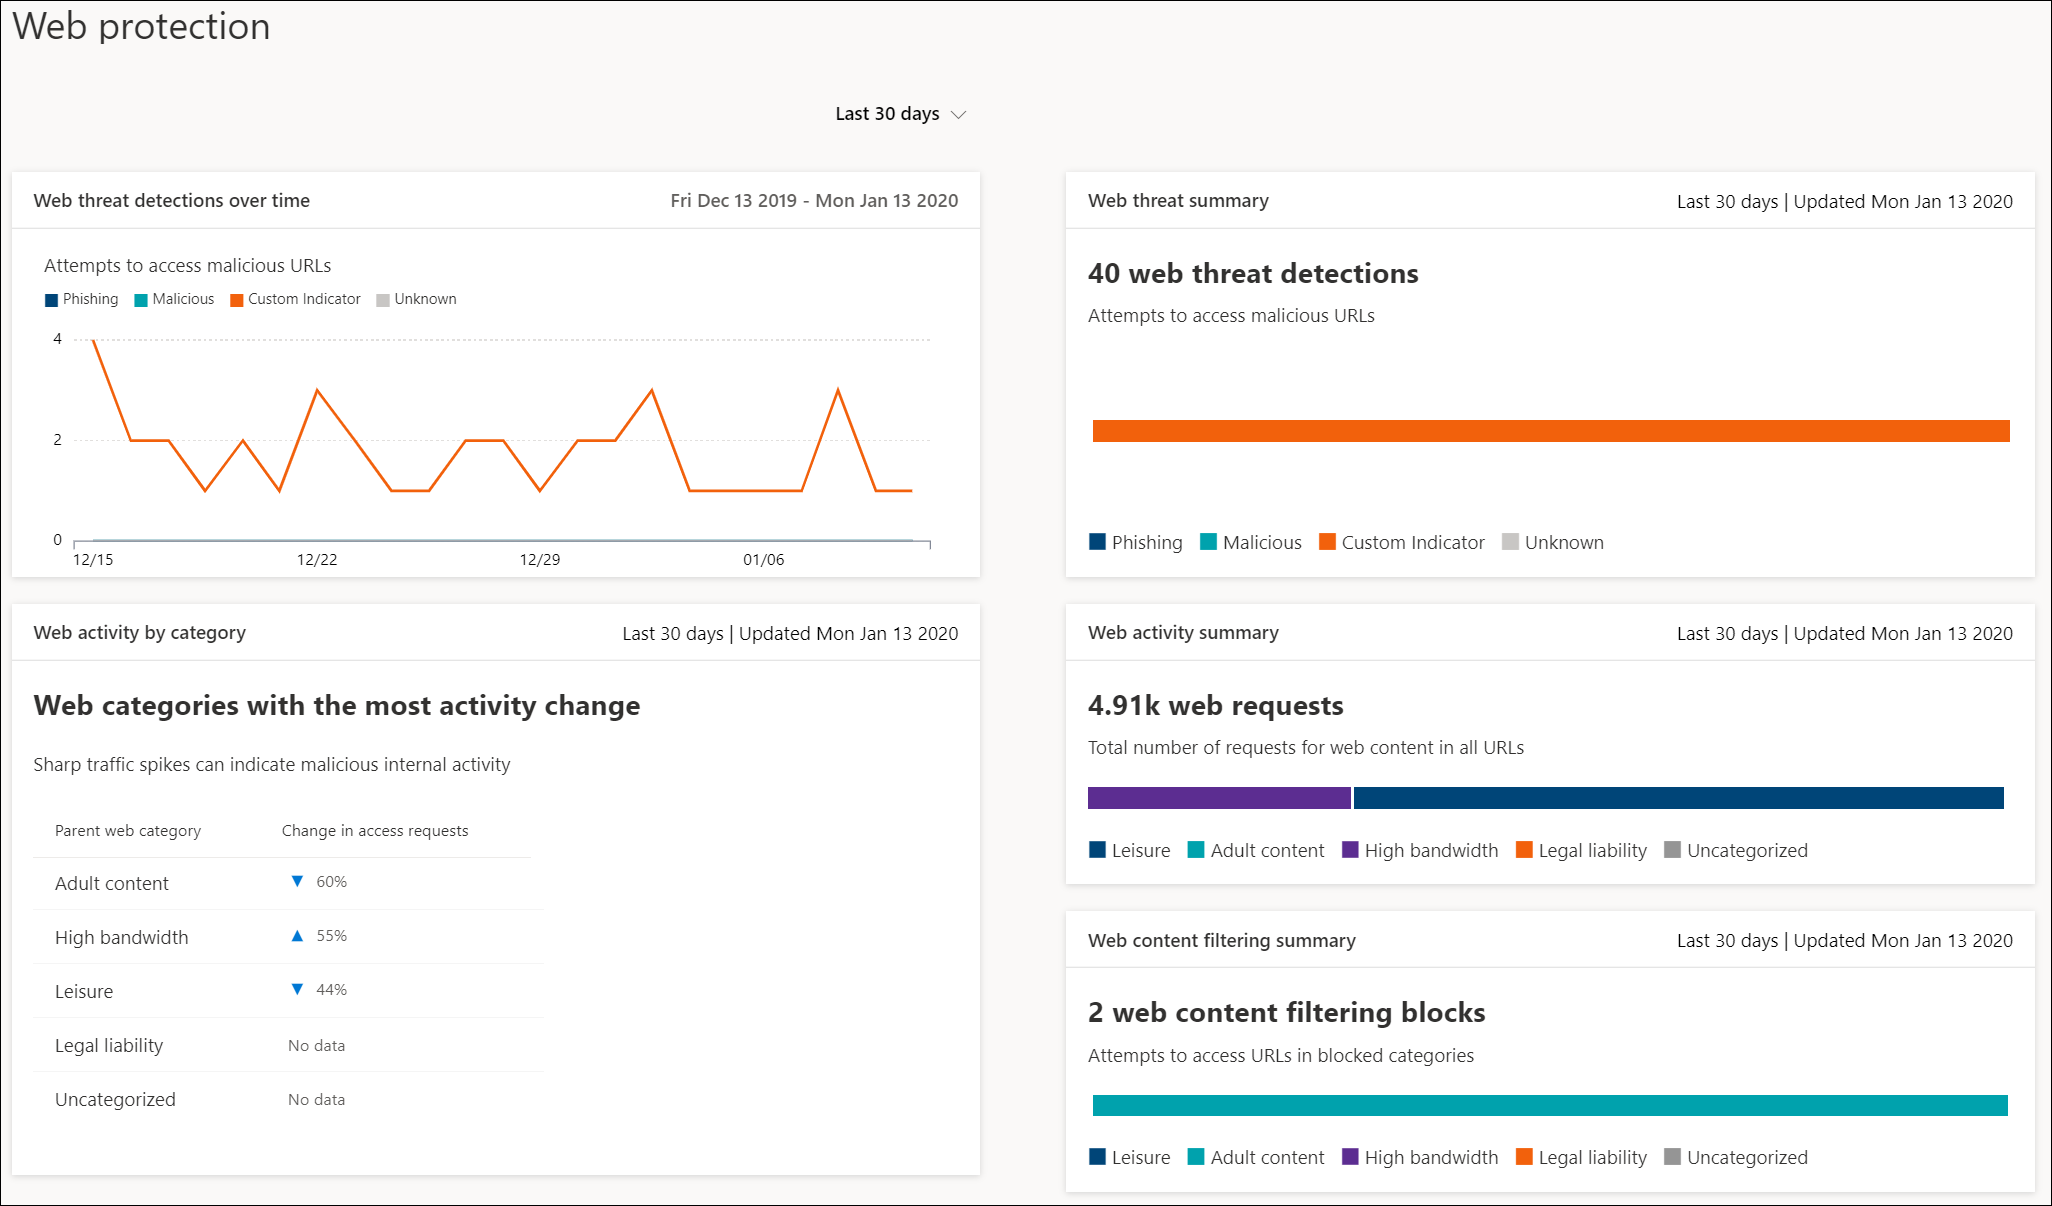 Web protection
Last 30 days
Web threat detections over time
Fri Dec 13 2019 - Mon Jan 13 2020
Attempts to access malicious URLs
Phishing Malicious Custom Indicator Unknown
4
2
0
12/15 12/22 12/29 01/06
Web threat summary
Last 30 days | Updated Mon Jan 13 2020
40 web threat detections
Attempts to access malicious URLs
Phishing Malicious Custom Indicator Unknown
Web activity by category
Last 30 days | Updated Mon Jan 13 2020
Web categories with the most activity change
Sharp traffic spikes can indicate malicious internal activity
Parent web category Change in access requests
Adult content ▼ 60%
High bandwidth ▲ 55%
Leisure ▼ 44%
Legal liability No data
Uncategorized No data
Web activity summary
Last 30 days | Updated Mon Jan 13 2020
4.91k web requests
Total number of requests for web content in all URLs
Leisure Adult content High bandwidth Legal liability Uncategorized
Web content filtering summary
Last 30 days | Updated Mon Jan 13 2020
2 web content filtering blocks
Attempts to access URLs in blocked categories
Leisure Adult content High bandwidth Legal liability Uncategorized